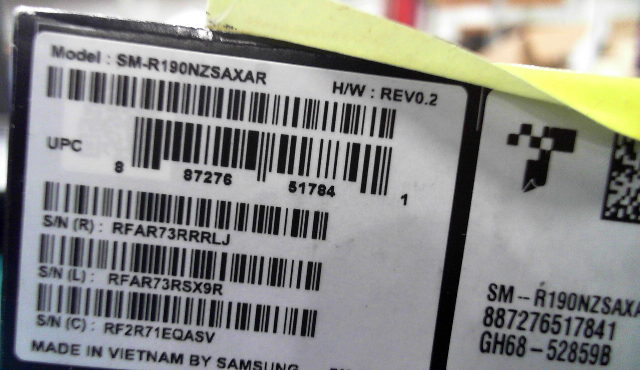 Model : SM-R190NZSAXAR
H/W : REV0.2
UPC
8 87276 51784 1
S/N (R) : RFAR73RRRLJ
S/N (L) : RFAR73RSX9R
S/N (C) : RF2R71EQASV
MADE IN VIETNAM BY SAMSUNG
SM-R190NZSAXA
887276517841
GH68-52859B